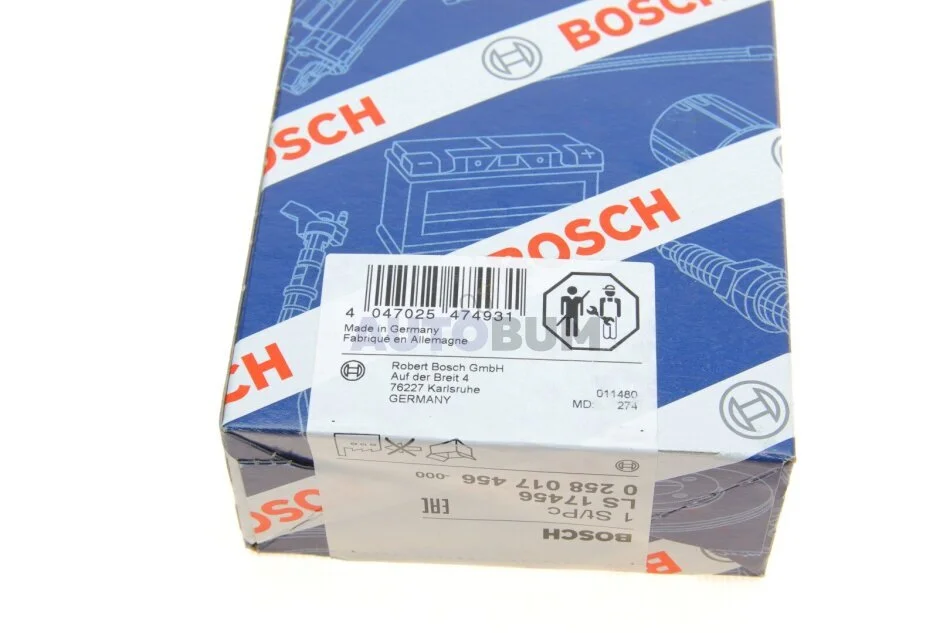 BOSCH
BOSCH
BOSCH
4 047025 474931
Made in Germany
Fabriqué en Allemagne
AUTOBUM
Robert Bosch GmbH
Auf der Breit 4
76227 Karlsruhe
GERMANY
011480
MD: 274
BOSCH
1 St/Pc
LS 17456
0 258 017 456 -000
EAC
CH
BOSCH